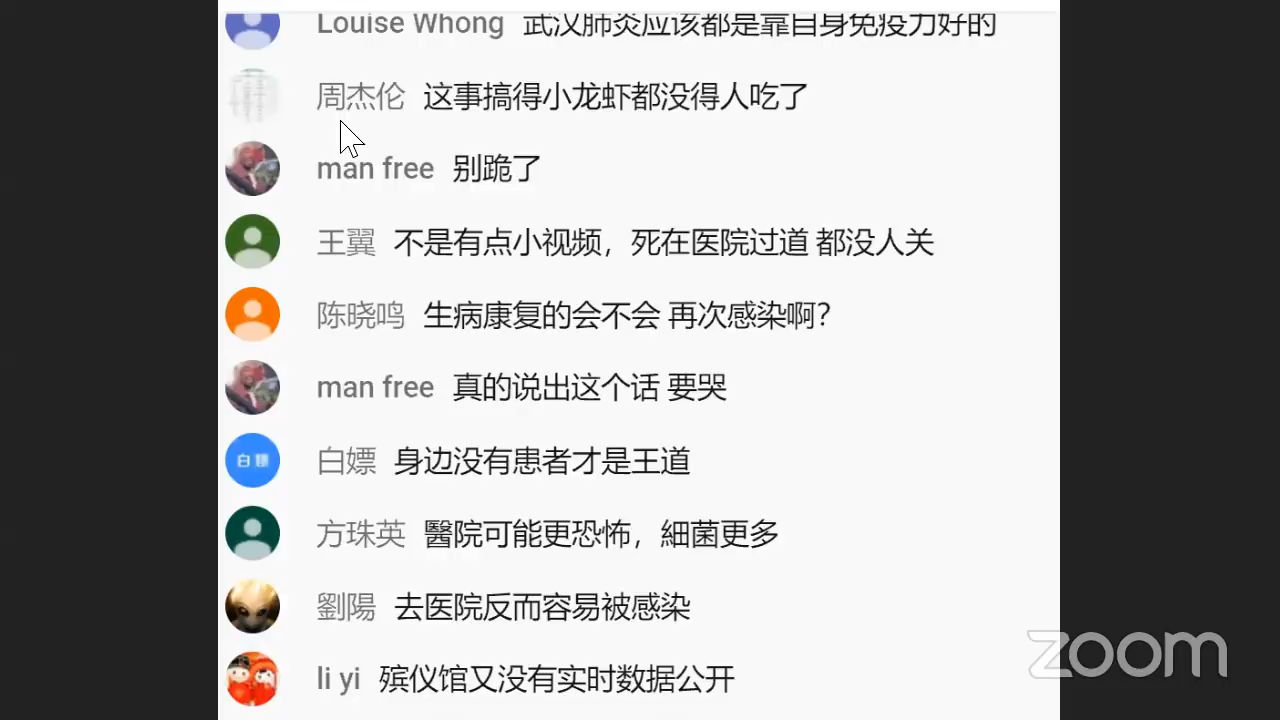 Louise Whong 武汉肺炎应该都是靠自身免疫力好的
周杰伦 这事搞得小龙虾都没得人吃了
man free 别跪了
王翼 不是有点小视频，死在医院过道 都没人关
陈晓鸣 生病康复的会不会 再次感染啊？
man free 真的说出这个话 要哭
白嫖 身边没有患者才是王道
方珠英 醫院可能更恐怖，細菌更多
劉陽 去医院反而容易被感染
li yi 殡仪馆又没有实时数据公开
zoom